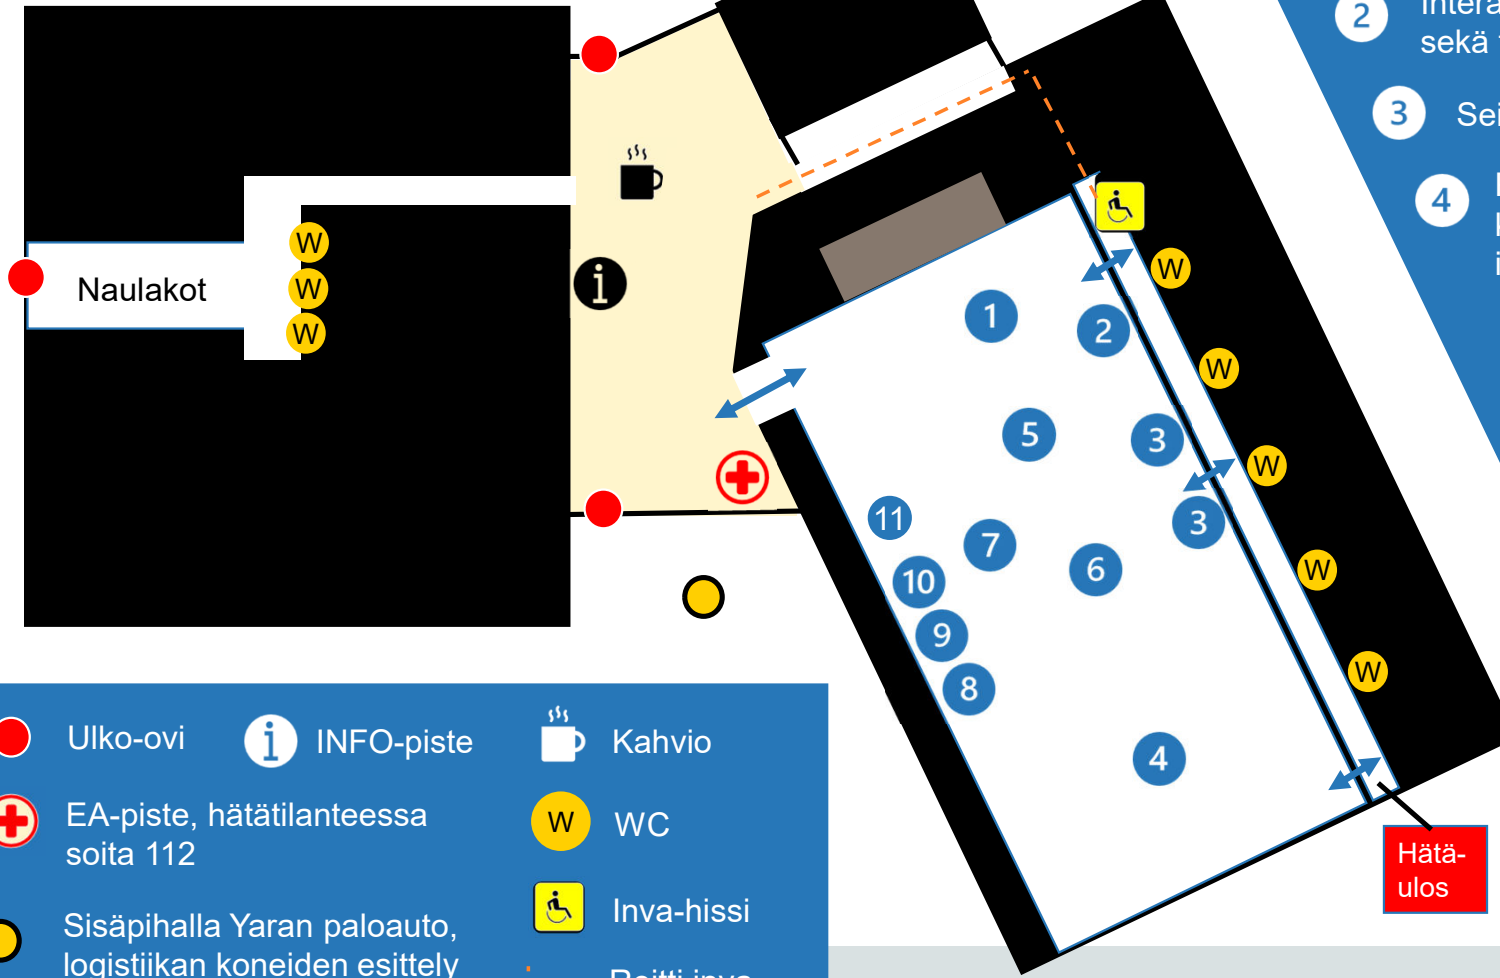 2
sekä
3
4
W
W
W
Naulakot
i
1
2
W
W
5
3
W
11
7
3
10
6
W
9
8
W
4
Ulko-ovi
i INFO-piste
Kahvio
EA-piste, hätätilanteessa
soita 112
W WC
Inva-hissi
Sisäpihalla Yaran paloauto,
logistiikan koneiden esittely
Hätä-
ulos